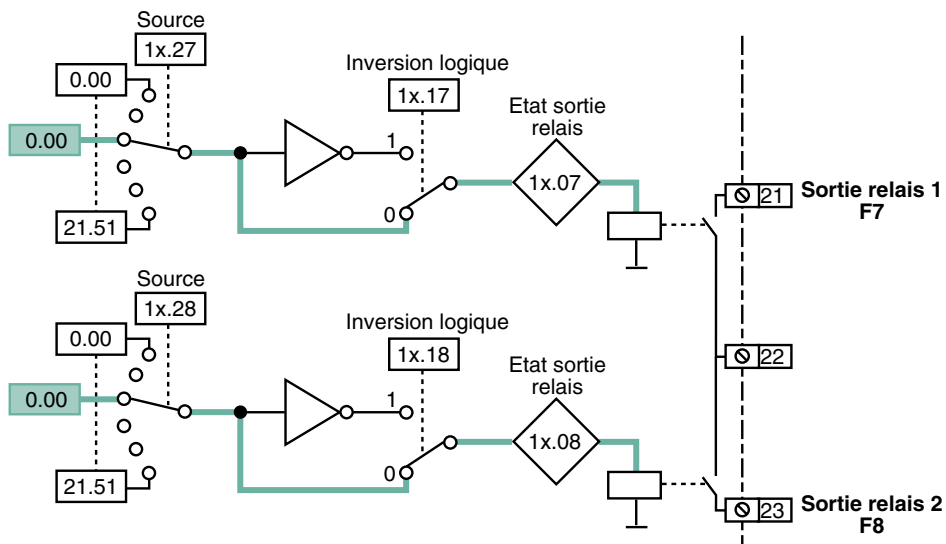 Source
1x.27
0.00
0.00
21.51
Inversion logique
1x.17
1
0
Etat sortie
relais
1x.07
21
Sortie relais 1
F7
22
Source
1x.28
0.00
0.00
21.51
Inversion logique
1x.18
1
0
Etat sortie
relais
1x.08
23
Sortie relais 2
F8